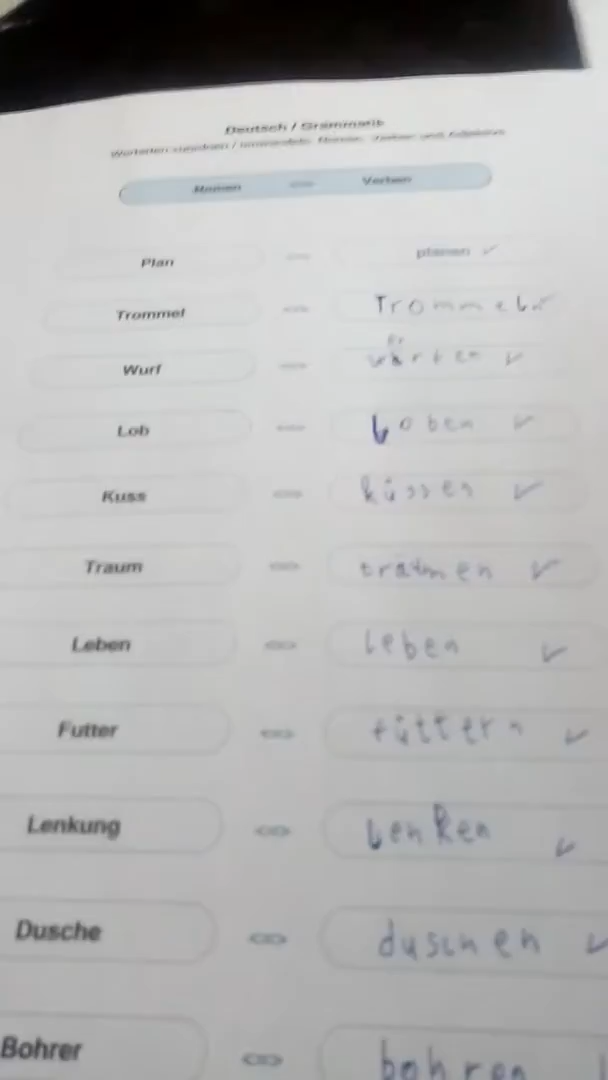 Deutsch / Grammatik
Nomen Verben
Plan planen ✓
Trommel Trommeln
Wurf
Lob Loben ✓
Kuss küssen ✓
Traum träumen ✓
Leben leben ✓
Futter füttern ✓
Lenkung lenken ✓
Dusche duschen ✓
Bohrer bohren